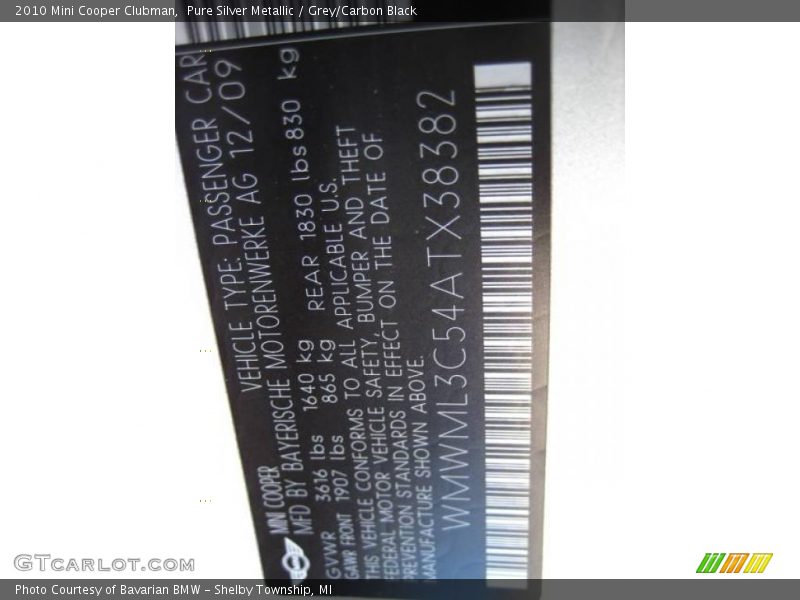 2010 Mini Cooper Clubman,  Pure Silver Metallic / Grey/Carbon Black
VEHICLE TYPE: PASSENGER CAR
MINI COOPER
MFD BY BAYERISCHE MOTORENWERKE AG 12/09
GVWR 3616 lbs 1640 kg REAR 1830 lbs 830 kg
GAWR FRONT 1907 lbs 865 kg
THIS VEHICLE CONFORMS TO ALL APPLICABLE U.S.
FEDERAL MOTOR VEHICLE SAFETY, BUMPER AND THEFT
PREVENTION STANDARDS IN EFFECT ON THE DATE OF
MANUFACTURE SHOWN ABOVE.
WMWML3C54ATX38382
GTCARLOT.COM
Photo Courtesy of Bavarian BMW – Shelby Township, MI